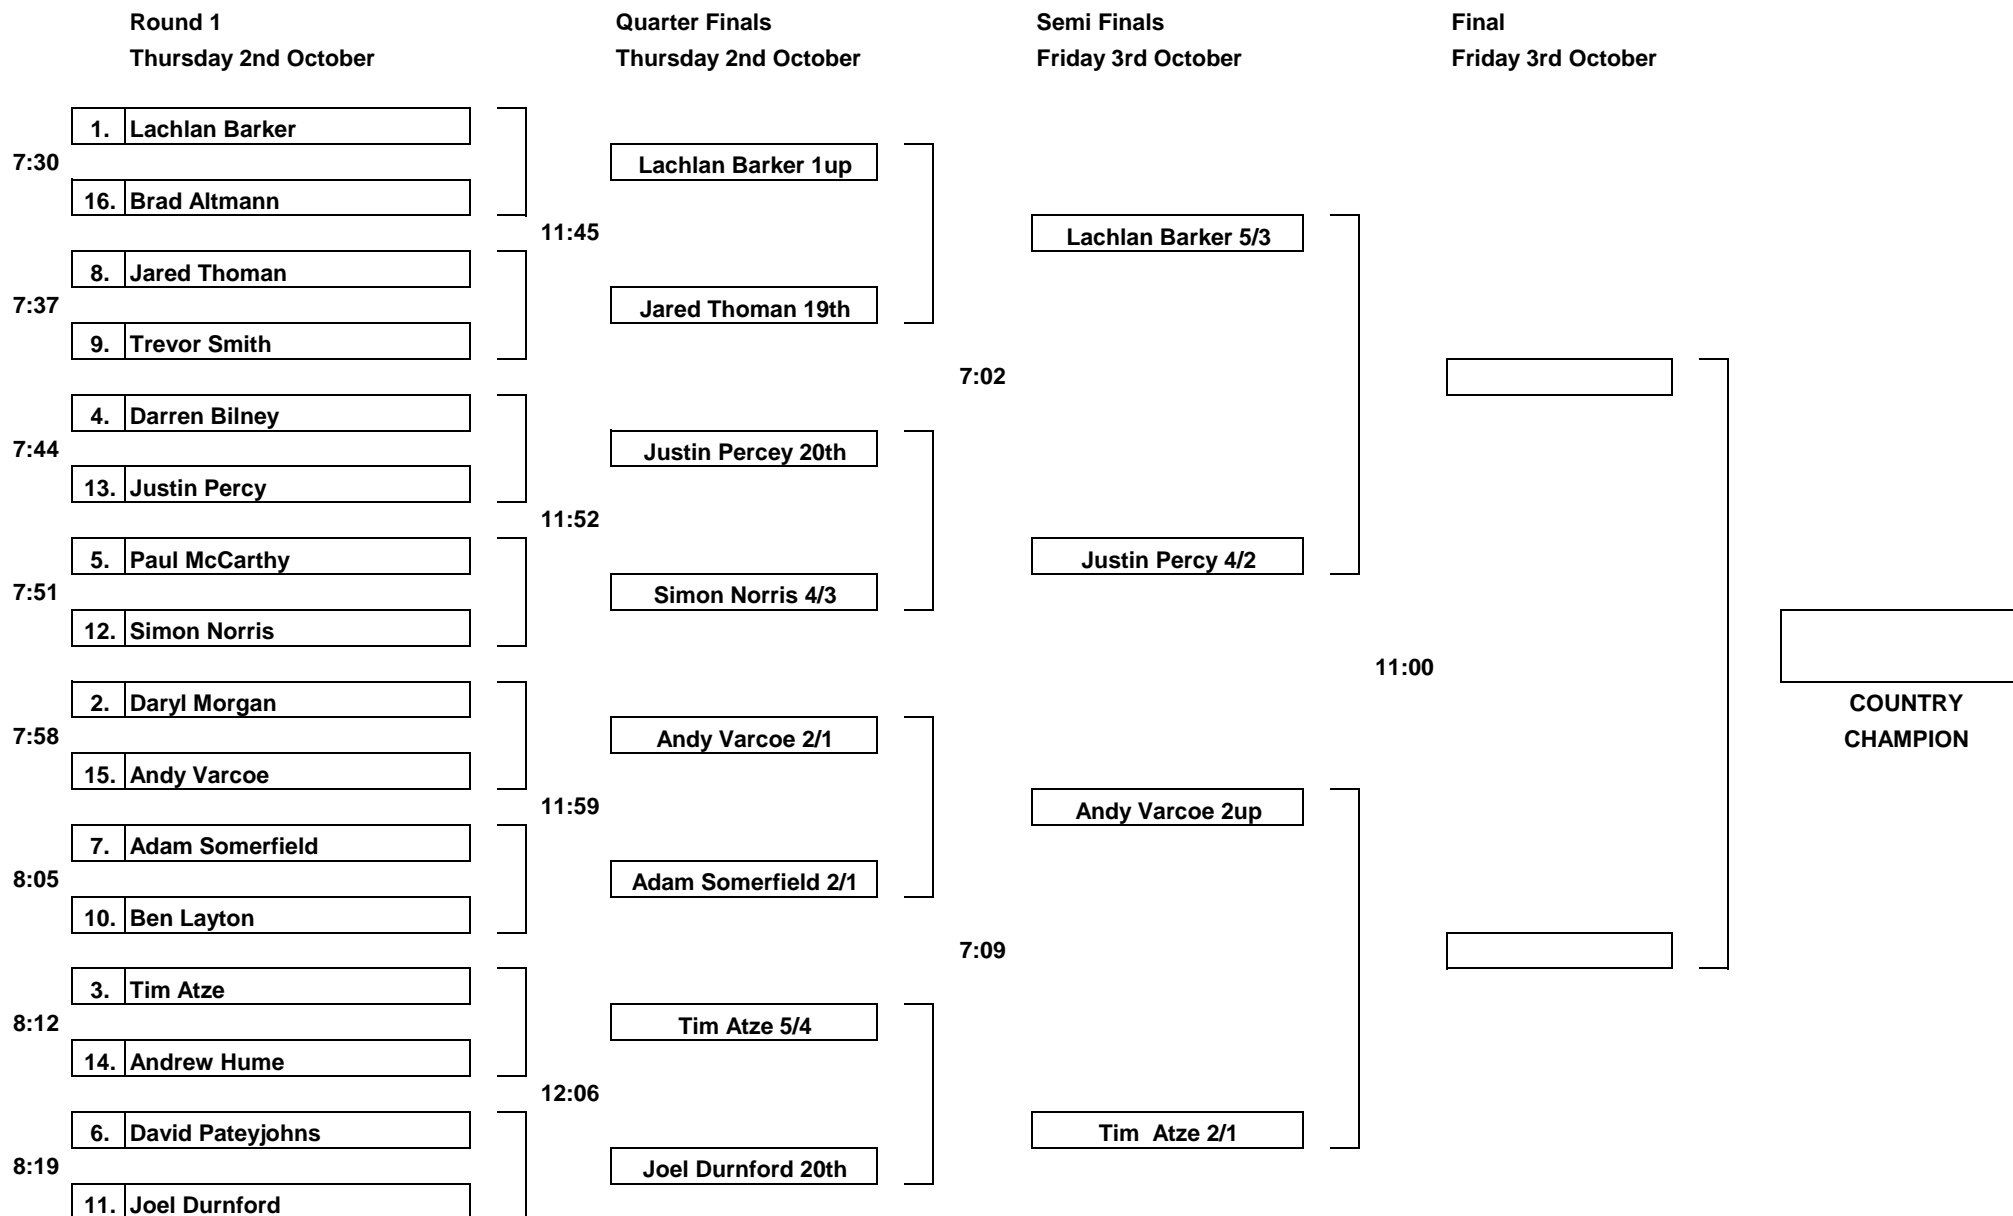 Round 1
Thursday 2nd October
Quarter Finals
Thursday 2nd October
Semi Finals
Friday 3rd October
Final
Friday 3rd October
1. Lachlan Barker
7:30
16. Brad Altmann
8. Jared Thoman
7:37
9. Trevor Smith
4. Darren Bilney
7:44
13. Justin Percy
5. Paul McCarthy
7:51
12. Simon Norris
2. Daryl Morgan
7:58
15. Andy Varcoe
7. Adam Somerfield
8:05
10. Ben Layton
3. Tim Atze
8:12
14. Andrew Hume
6. David Pateyjohns
8:19
11. Joel Durnford
Lachlan Barker 1up
11:45
Jared Thoman 19th
Justin Percey 20th
11:52
Simon Norris 4/3
Andy Varcoe 2/1
11:59
Adam Somerfield 2/1
Tim Atze 5/4
12:06
Joel Durnford 20th
Lachlan Barker 5/3
7:02
Justin Percy 4/2
Andy Varcoe 2up
7:09
Tim Atze 2/1
11:00
COUNTRY
CHAMPION